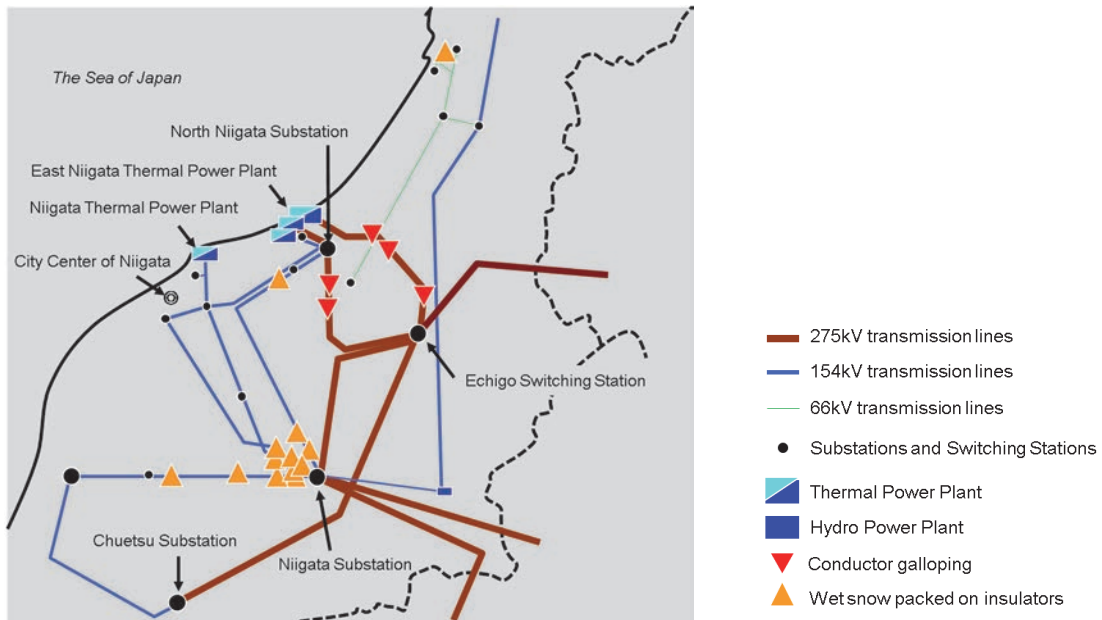 The Sea of Japan
North Niigata Substation
East Niigata Thermal Power Plant
Niigata Thermal Power Plant
City Center of Niigata
Echigo Switching Station
Chuetsu Substation
Niigata Substation
275kV transmission lines
154kV transmission lines
66kV transmission lines
Substations and Switching Stations
Thermal Power Plant
Hydro Power Plant
Conductor galloping
Wet snow packed on insulators